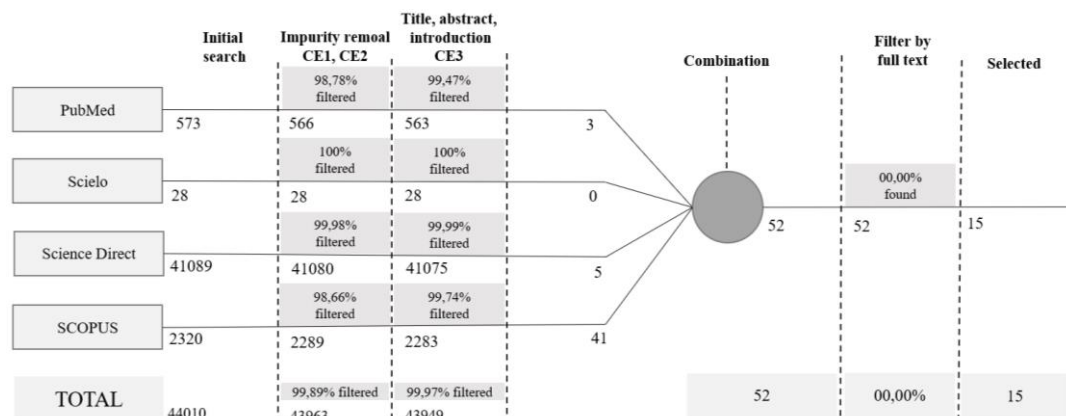 Initial
search
Impurity remoal
CE1, CE2
Title, abstract,
introduction
CE3
Combination
Filter by
full text
Selected
PubMed
573
98,78%
filtered
566
99,47%
filtered
563
3
Scielo
28
100%
filtered
28
100%
filtered
28
0
00,00%
found
52
52
15
Science Direct
41089
99,98%
filtered
41080
99,99%
filtered
41075
5
SCOPUS
2320
98,66%
filtered
2289
99,74%
filtered
2283
41
TOTAL
44010
99,89% filtered
43963
99,97% filtered
43949
52
00,00%
15